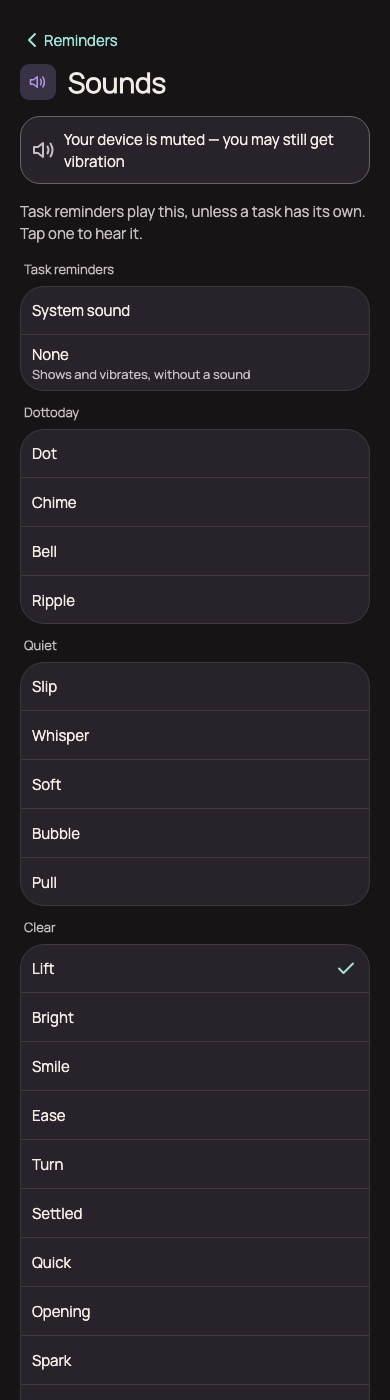 Reminders
Sounds
Your device is muted — you may still get
vibration
Task reminders play this, unless a task has its own.
Tap one to hear it.
Task reminders
System sound
None
Shows and vibrates, without a sound
Dottoday
Dot
Chime
Bell
Ripple
Quiet
Slip
Whisper
Soft
Bubble
Pull
Clear
Lift
Bright
Smile
Ease
Turn
Settled
Quick
Opening
Spark